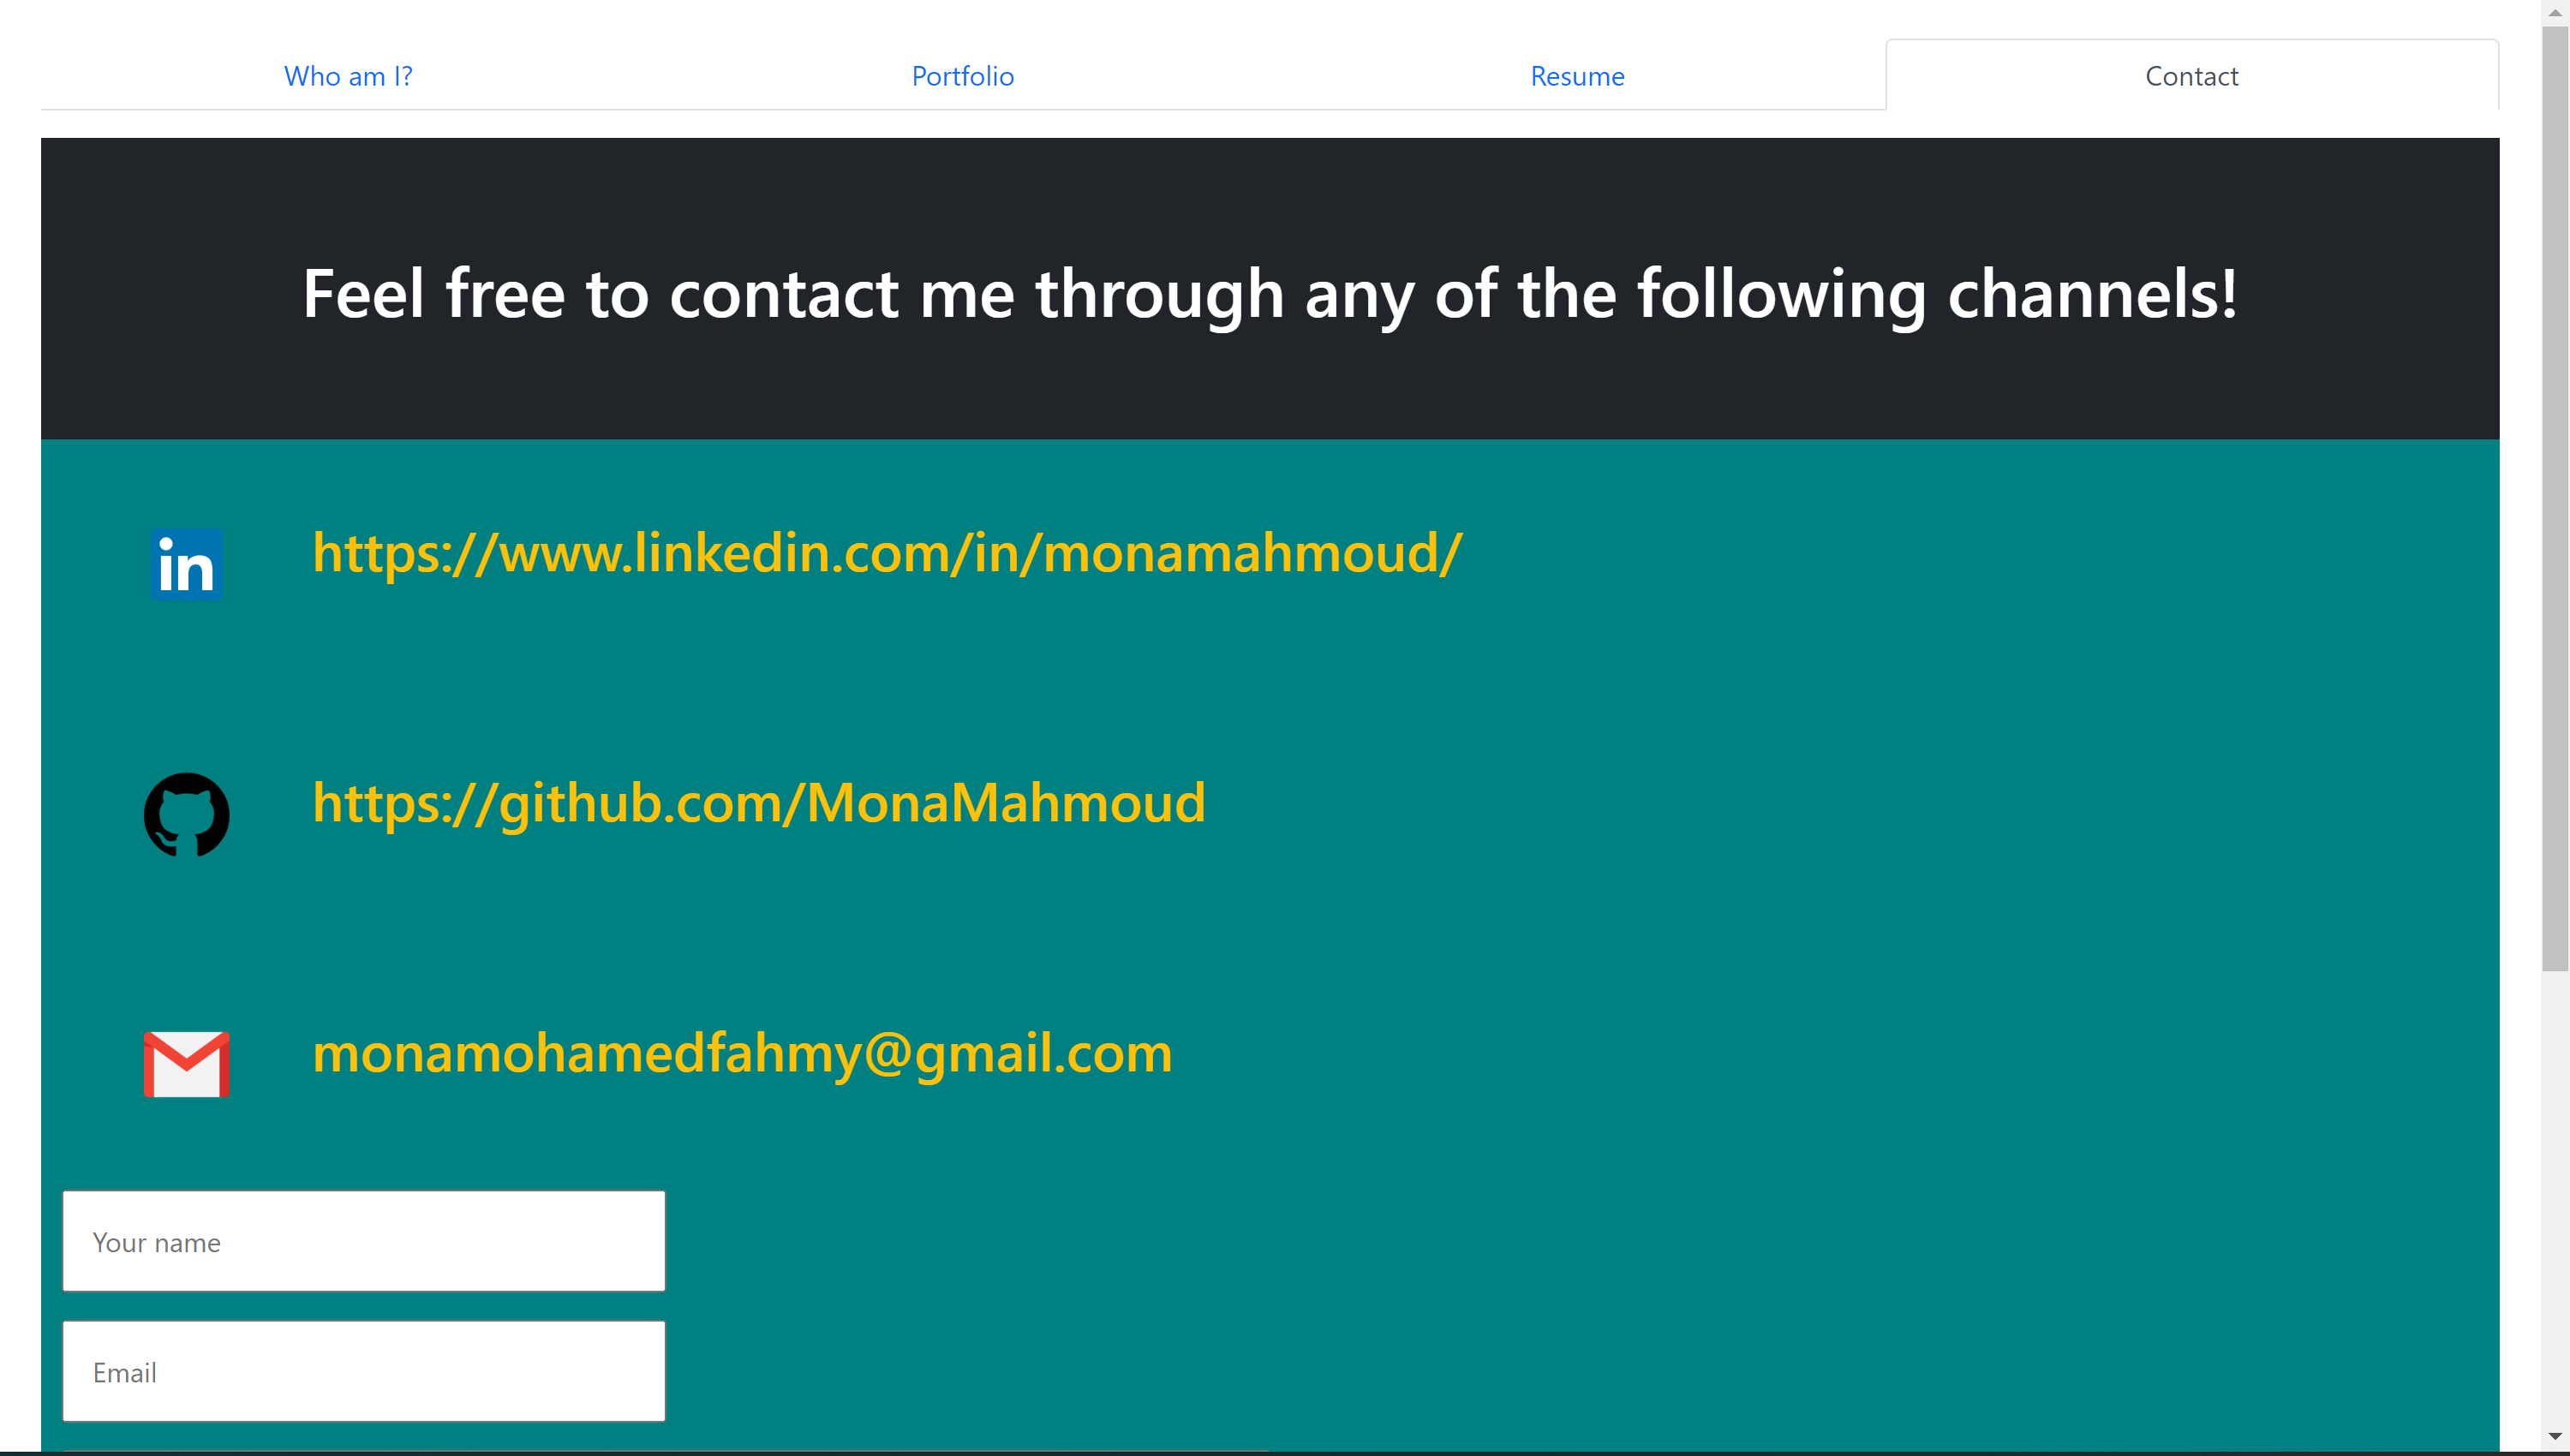 Who am I?
Portfolio
Resume
Contact
Feel free to contact me through any of the following channels!
in
https://www.linkedin.com/in/monamahmoud/
https://github.com/MonaMahmoud
monamohamedfahmy@gmail.com
Your name
Email